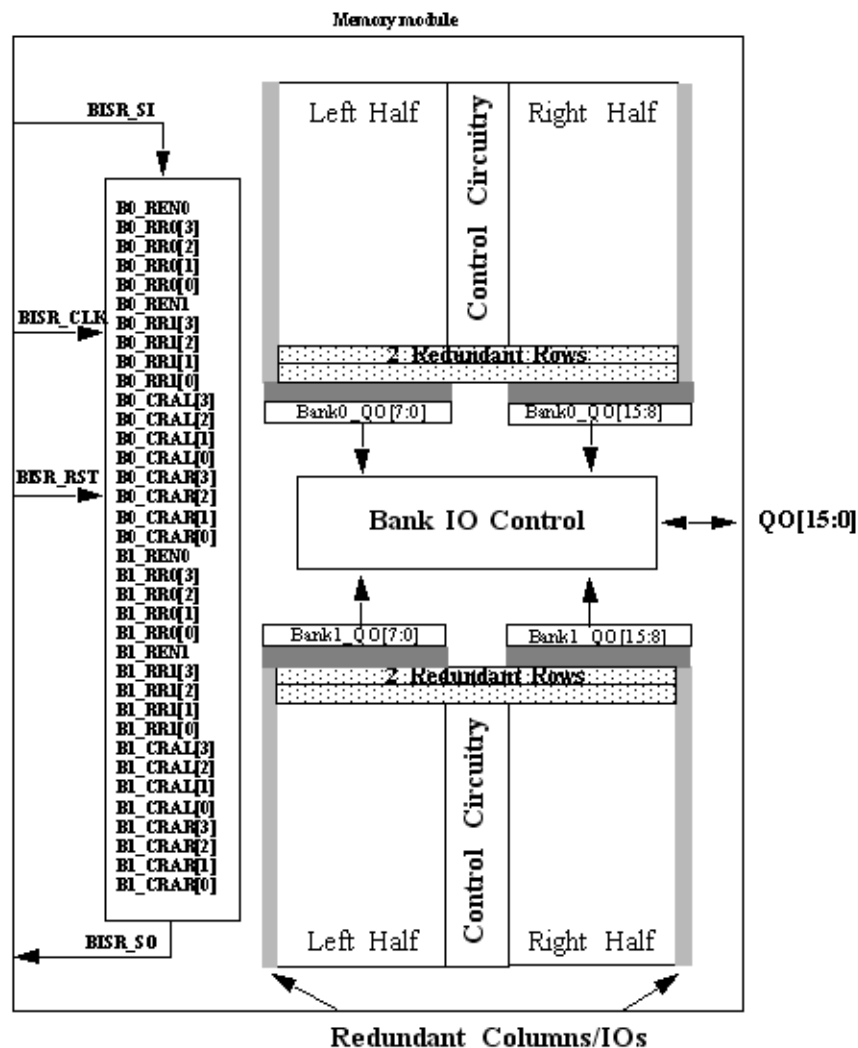 Memory module
BISR_SI
B0_REN0
B0_RR0[3]
B0_RR0[2]
B0_RR0[1]
B0_RR0[0]
B0_REN1
B0_RR1[3]
B0_RR1[2]
B0_RR1[1]
B0_RR1[0]
B0_CRAL[3]
B0_CRAL[2]
B0_CRAL[1]
B0_CRAL[0]
B0_CRAR[3]
B0_CRAR[2]
B0_CRAR[1]
B0_CRAR[0]
B1_REN0
B1_RR0[3]
B1_RR0[2]
B1_RR0[1]
B1_RR0[0]
B1_REN1
B1_RR1[3]
B1_RR1[2]
B1_RR1[1]
B1_RR1[0]
B1_CRAL[3]
B1_CRAL[2]
B1_CRAL[1]
B1_CRAL[0]
B1_CRAR[3]
B1_CRAR[2]
B1_CRAR[1]
B1_CRAR[0]
BISR_CLK
BISR_RST
BISR_SO
Left Half
Control Circuitry
Right Half
2 Redundant Rows
Bank0_QO[7:0]
Bank0_QO[15:8]
Bank IO Control
QO[15:0]
Bank1_QO[7:0]
Bank1_QO[15:8]
2 Redundant Rows
Left Half
Control Circuitry
Right Half
Redundant Columns/IOs